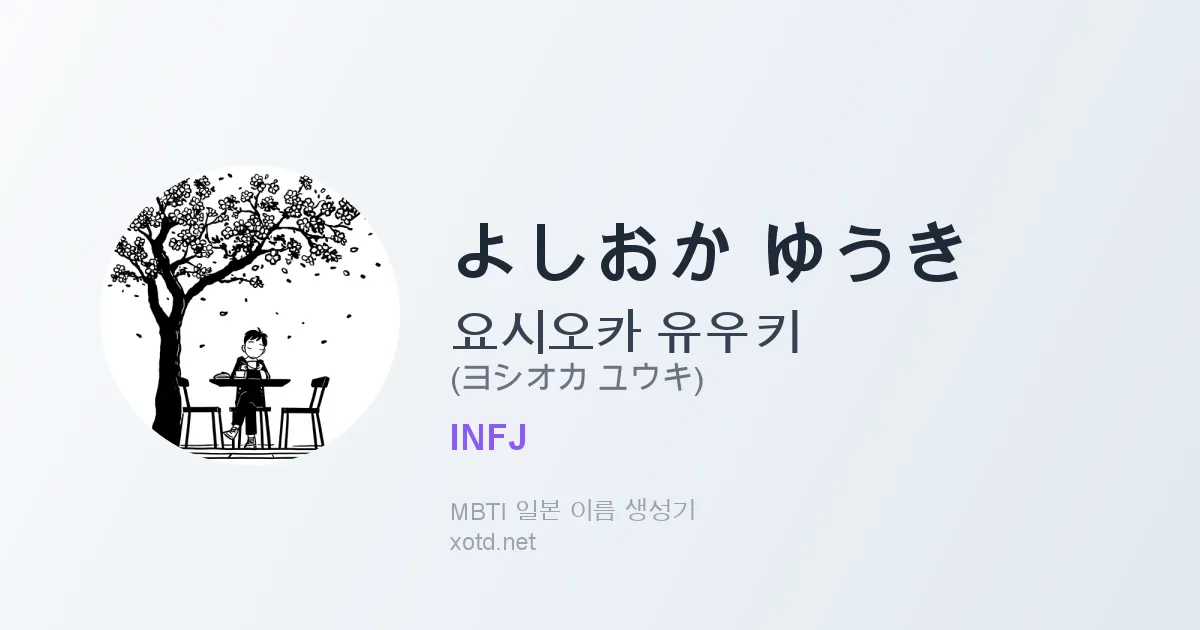 よしおか ゆうき
요시오카 유우키
(ヨシオカ ユウキ)
INFJ
MBTI 일본 이름 생성기
xotd.net